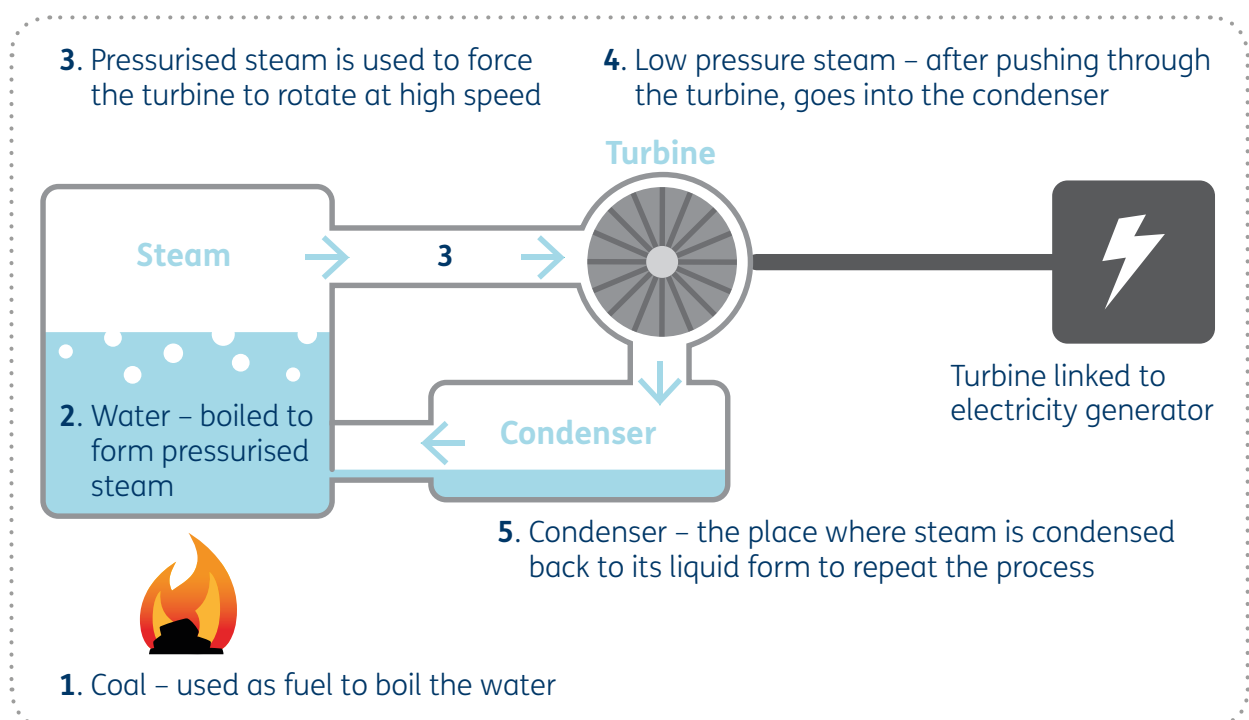 3. Pressurised steam is used to force
the turbine to rotate at high speed
4. Low pressure steam – after pushing through
the turbine, goes into the condenser
Turbine
Steam
3
Turbine linked to
electricity generator
2. Water – boiled to
form pressurised
steam
Condenser
5. Condenser – the place where steam is condensed
back to its liquid form to repeat the process
1. Coal – used as fuel to boil the water